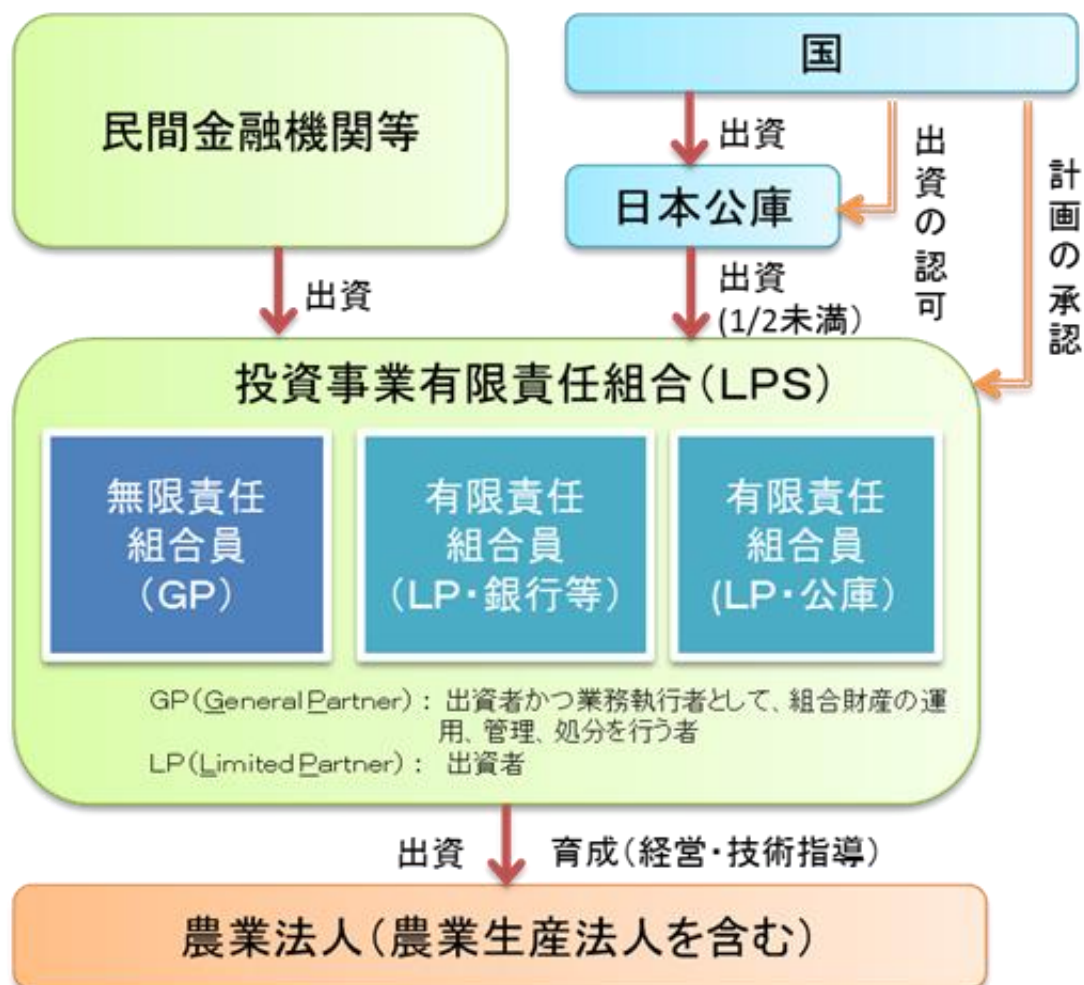 民間金融機関等
国
出資
日本公庫
出資の認可
計画の承認
出資
出資
(1/2未満)
投資事業有限責任組合(LPS)
無限責任
組合員
(GP)
有限責任
組合員
(LP・銀行等)
有限責任
組合員
(LP・公庫)
GP(General Partner): 出資者かつ業務執行者として、組合財産の運
用、管理、処分を行う者
LP(Limited Partner): 出資者
出資
育成(経営・技術指導)
農業法人(農業生産法人を含む)